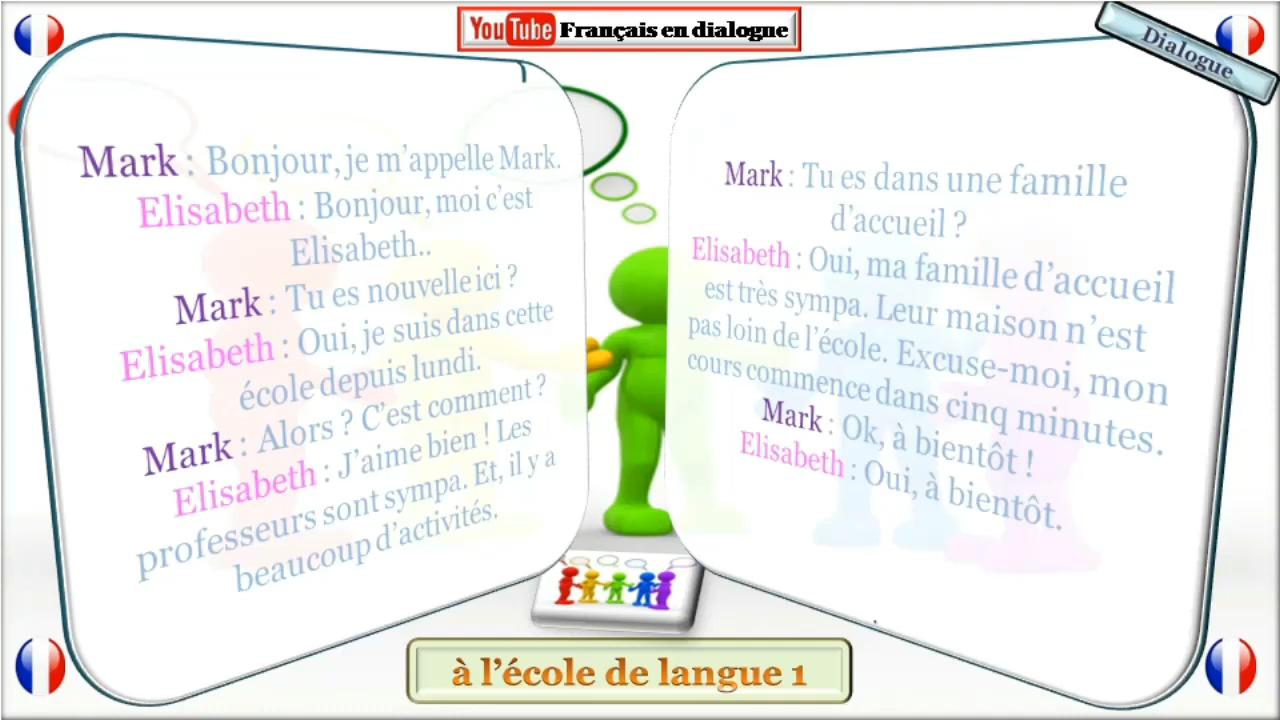 YouTube Français en dialogue
Dialogue
Mark : Bonjour, je m'appelle Mark.
Elisabeth : Bonjour, moi c'est
Elisabeth..
Mark : Tu es nouvelle ici ?
Elisabeth : Oui, je suis dans cette
école depuis lundi.
Mark : Alors ? C'est comment ?
Elisabeth : J'aime bien ! Les
professeurs sont sympa. Et, il y a
beaucoup d'activités.
Mark : Tu es dans une famille
d'accueil ?
Elisabeth : Oui, ma famille d'accueil
est très sympa. Leur maison n'est
pas loin de l'école. Excuse-moi, mon
cours commence dans cinq minutes.
Mark : Ok, à bientôt !
Elisabeth : Oui, à bientôt.
à l'école de langue 1